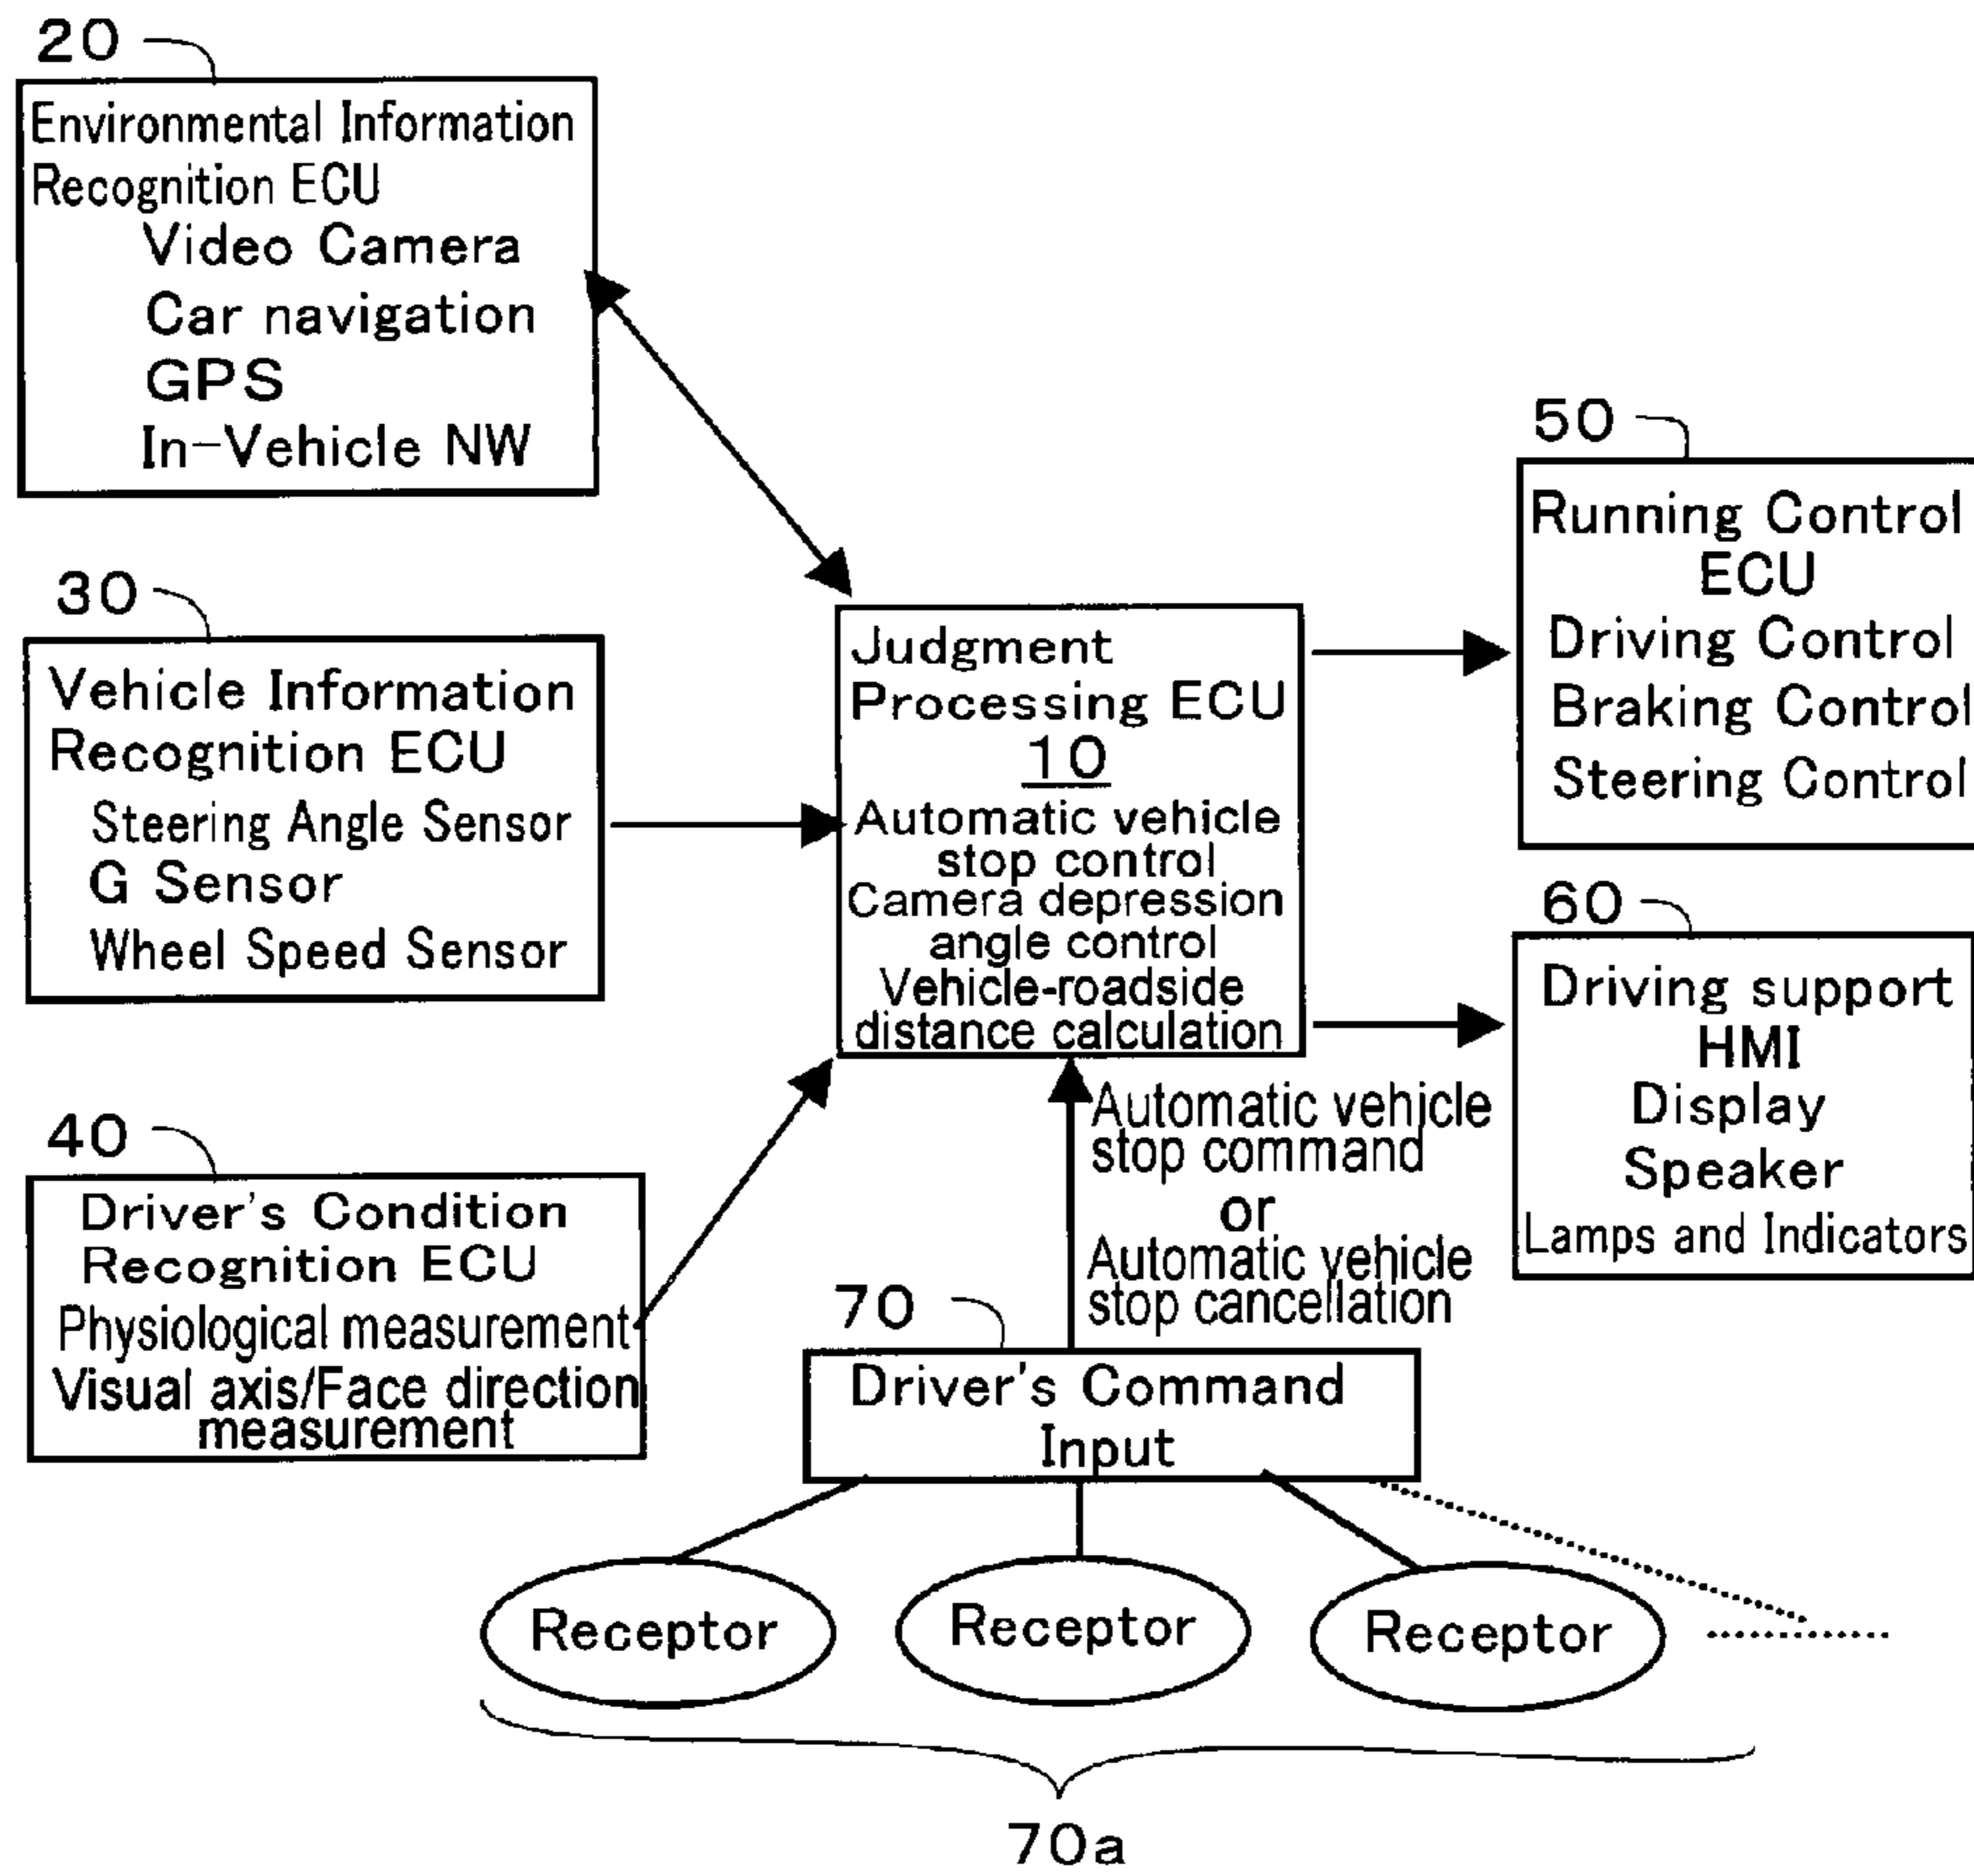 20
Environmental Information
Recognition ECU
Video Camera
Car navigation
GPS
In-Vehicle NW
30
Vehicle Information
Recognition ECU
Steering Angle Sensor
G Sensor
Wheel Speed Sensor
40
Driver's Condition
Recognition ECU
Physiological measurement
Visual axis/Face direction
measurement
Judgment
Processing ECU
10
Automatic vehicle
stop control
Camera depression
angle control
Vehicle-roadside
distance calculation
50
Running Control
ECU
Driving Control
Braking Control
Steering Control
60
Driving support
HMI
Display
Speaker
Lamps and Indicators
Automatic vehicle
stop command
or
Automatic vehicle
stop cancellation
70
Driver's Command
Input
Receptor
Receptor
Receptor
70a